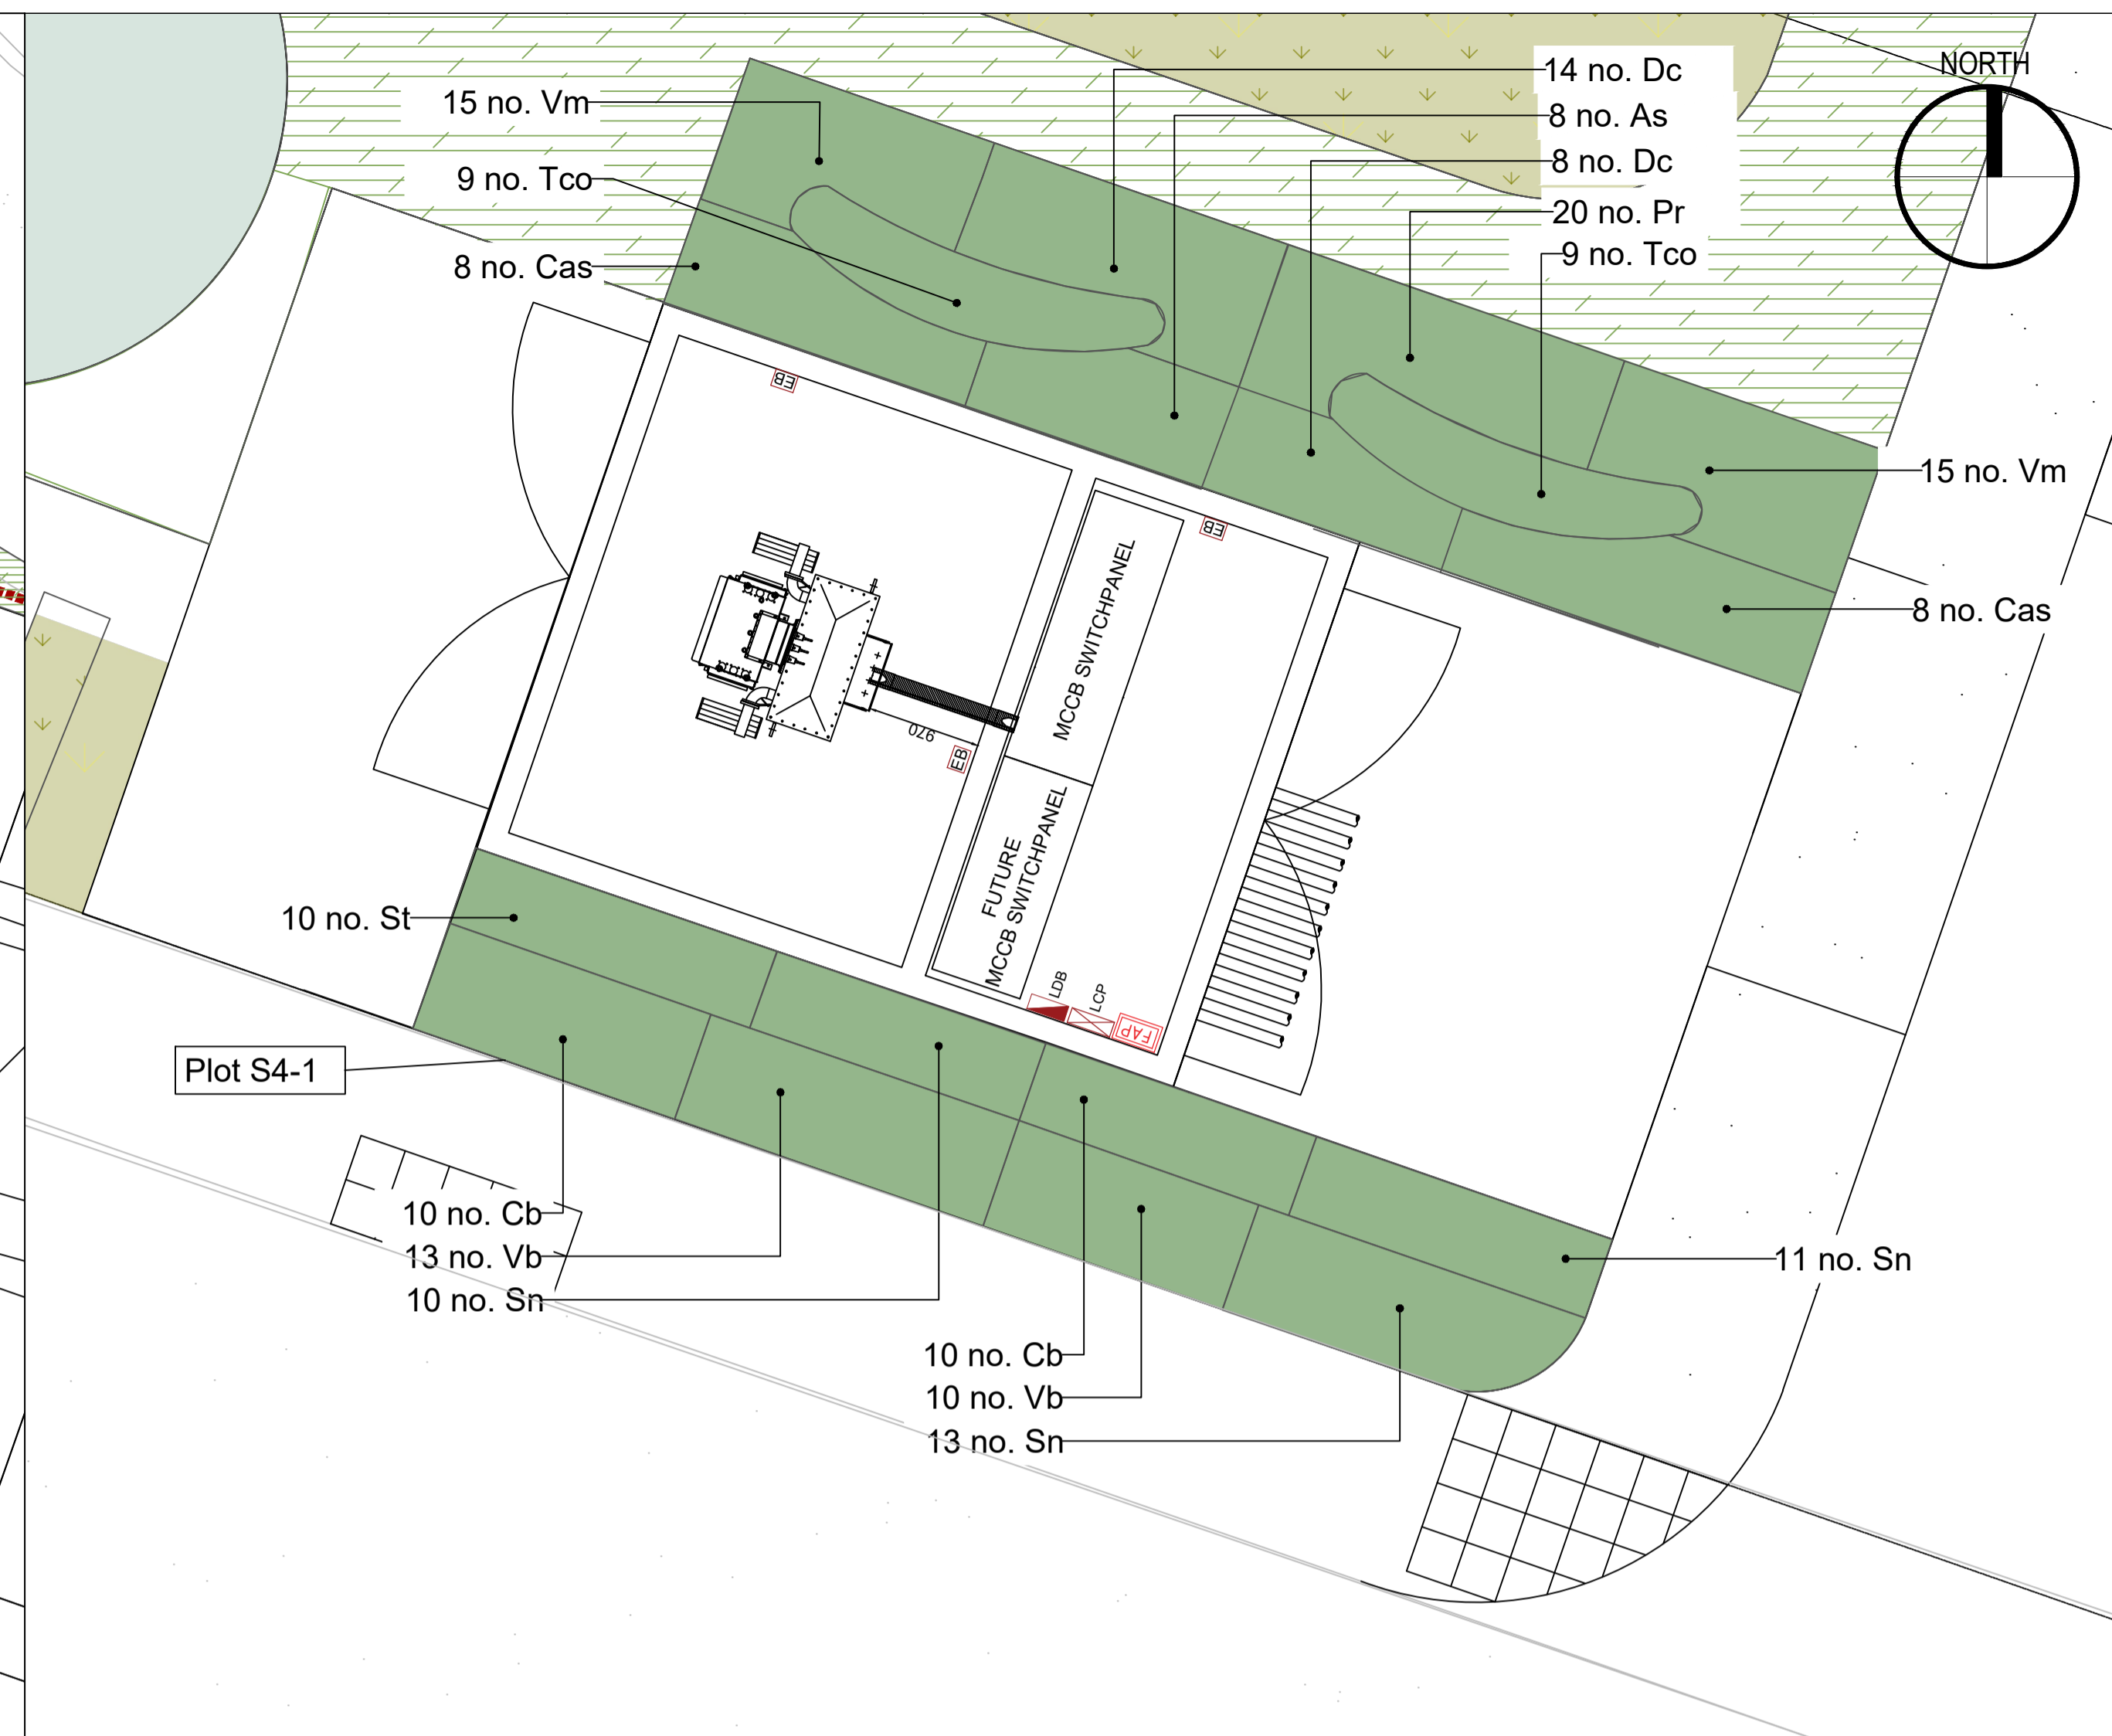 NORTH
15 no. Vm
9 no. Tco
8 no. Cas
14 no. Dc
8 no. As
8 no. Dc
20 no. Pr
9 no. Tco
15 no. Vm
8 no. Cas
EB
EB
MCCB SWITCHPANEL
970
EB
FUTURE
MCCB SWITCHPANEL
LDB
LCP
FAP
10 no. St
Plot S4-1
10 no. Cb
13 no. Vb
10 no. Sn
10 no. Cb
10 no. Vb
13 no. Sn
11 no. Sn